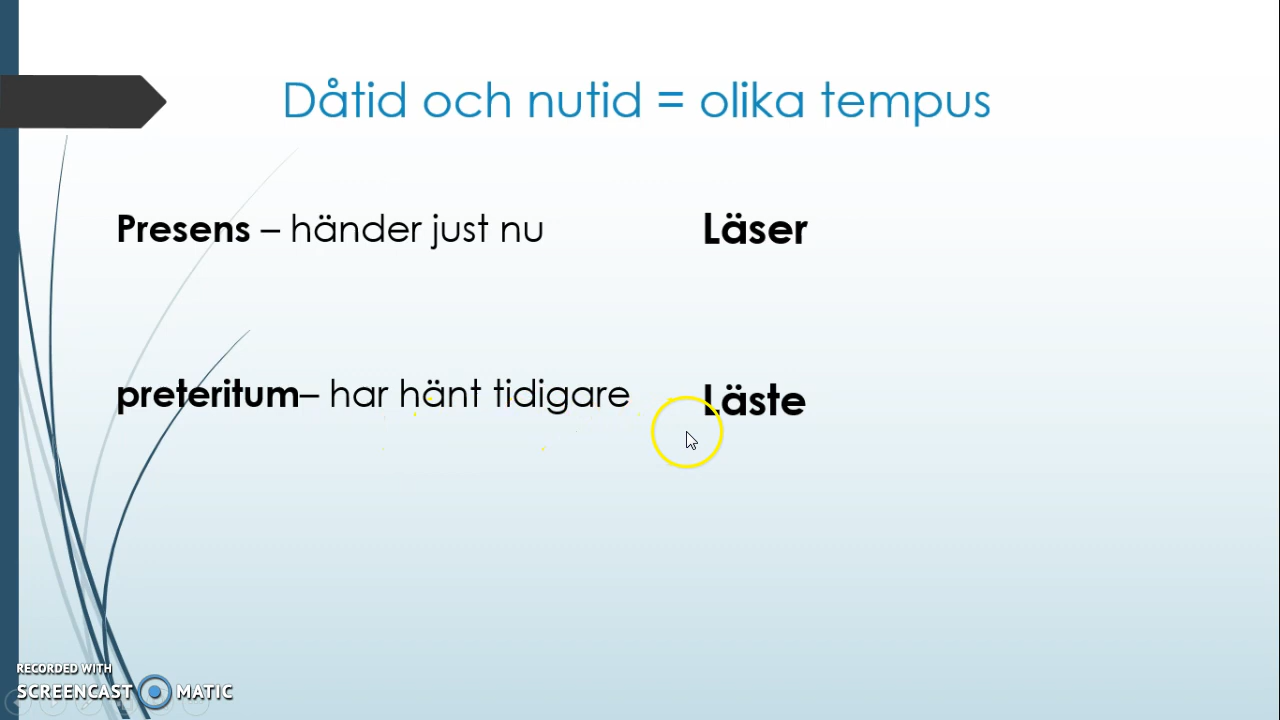 Dåtid och nutid = olika tempus
Presens – händer just nu
Läser
preteritum– har hänt tidigare
Läste
RECORDED WITH
SCREENCAST MATIC